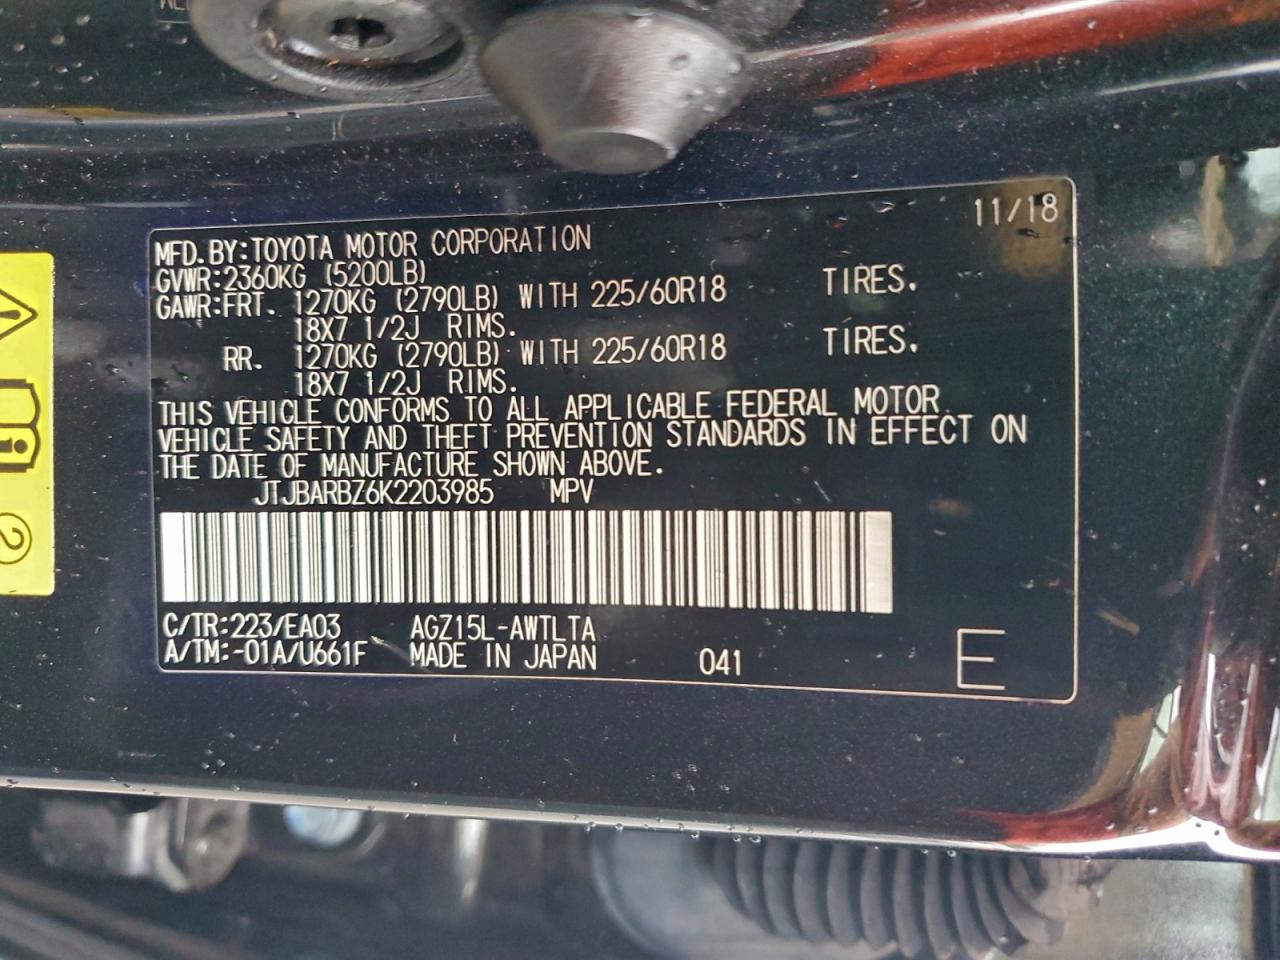 11/18
MFD.BY:TOYOTA MOTOR CORPORATION
GVWR:2360KG (5200LB)
GAWR:FRT. 1270KG (2790LB) WITH 225/60R18 TIRES.
18X7 1/2J RIMS.
RR. 1270KG (2790LB) WITH 225/60R18 TIRES.
18X7 1/2J RIMS.
THIS VEHICLE CONFORMS TO ALL APPLICABLE FEDERAL MOTOR
VEHICLE SAFETY AND THEFT PREVENTION STANDARDS IN EFFECT ON
THE DATE OF MANUFACTURE SHOWN ABOVE.
JTJBARBZ6K2203985 MPV
C/TR:223/EA03 AGZ15L-AWTLTA
A/TM:-01A/U661F MADE IN JAPAN 041 E
2